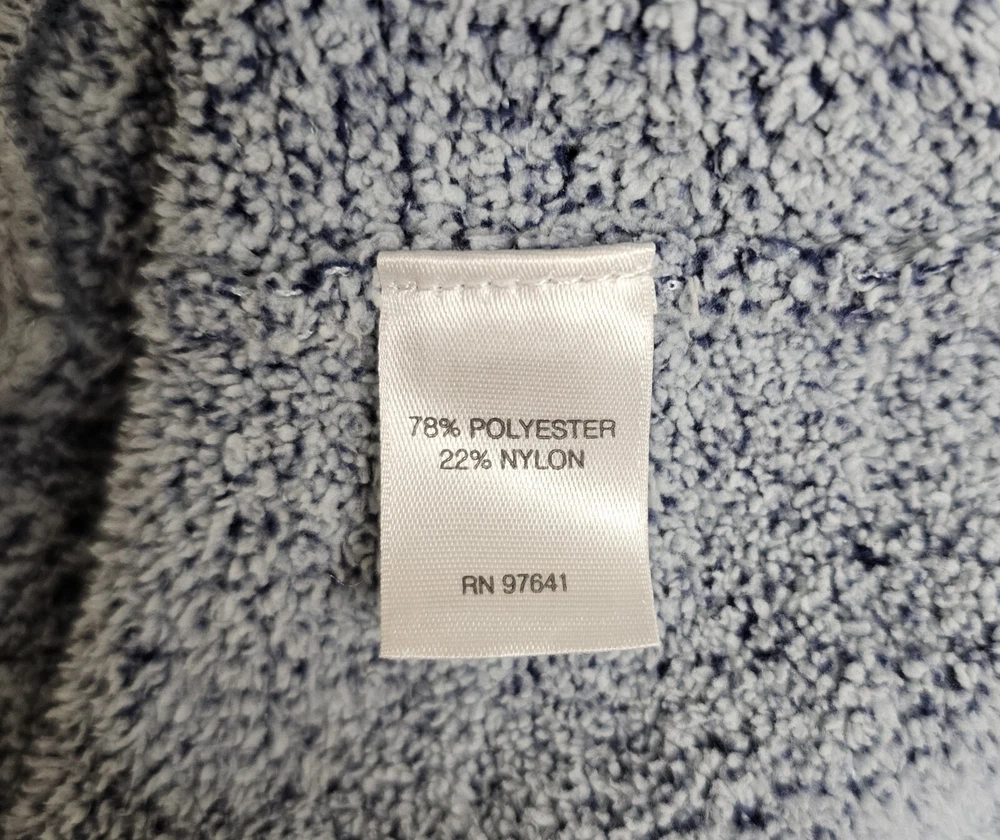 78% POLYESTER
22% NYLON
RN 97641